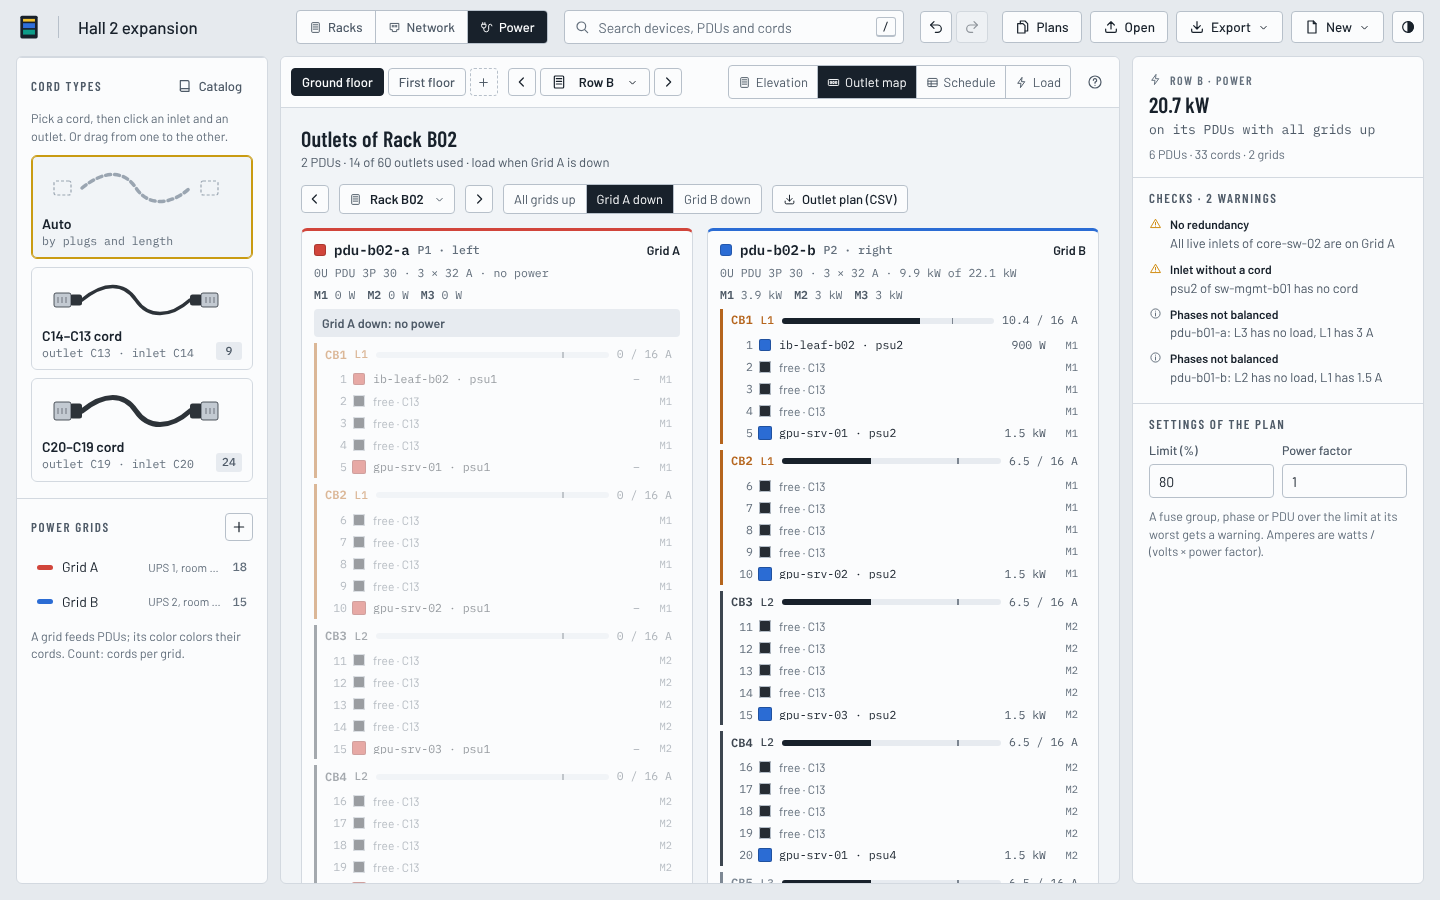 Hall 2 expansion
Racks
Network
Power
Search devices, PDUs and cords
/
Plans
Open
Export
New
CORD TYPES
Catalog
Pick a cord, then click an inlet and an
outlet. Or drag from one to the other.
Auto
by plugs and length
C14–C13 cord
outlet C13 · inlet C14
9
C20–C19 cord
outlet C19 · inlet C20
24
POWER GRIDS
Grid A
UPS 1, room ...
18
Grid B
UPS 2, room ...
15
A grid feeds PDUs; its color colors their
cords. Count: cords per grid.
Ground floor
First floor
Row B
Elevation
Outlet map
Schedule
Load
Outlets of Rack B02
2 PDUs · 14 of 60 outlets used · load when Grid A is down
Rack B02
All grids up
Grid A down
Grid B down
Outlet plan (CSV)
pdu-b02-a P1 · left Grid A
0U PDU 3P 30 · 3 × 32 A · no power
M1 0 W M2 0 W M3 0 W
Grid A down: no power
CB1 L1 0 / 16 A
1 ib-leaf-b02 · psu1 – M1
2 free · C13 M1
3 free · C13 M1
4 free · C13 M1
5 gpu-srv-01 · psu1 – M1
CB2 L1 0 / 16 A
6 free · C13 M1
7 free · C13 M1
8 free · C13 M1
9 free · C13 M1
10 gpu-srv-02 · psu1 – M1
CB3 L2 0 / 16 A
11 free · C13 M2
12 free · C13 M2
13 free · C13 M2
14 free · C13 M2
15 gpu-srv-03 · psu1 – M2
CB4 L2 0 / 16 A
16 free · C13 M2
17 free · C13 M2
18 free · C13 M2
19 free · C13 M2
pdu-b02-b P2 · right Grid B
0U PDU 3P 30 · 3 × 32 A · 9.9 kW of 22.1 kW
M1 3.9 kW M2 3 kW M3 3 kW
CB1 L1 10.4 / 16 A
1 ib-leaf-b02 · psu2 900 W M1
2 free · C13 M1
3 free · C13 M1
4 free · C13 M1
5 gpu-srv-01 · psu2 1.5 kW M1
CB2 L1 6.5 / 16 A
6 free · C13 M1
7 free · C13 M1
8 free · C13 M1
9 free · C13 M1
10 gpu-srv-02 · psu2 1.5 kW M1
CB3 L2 6.5 / 16 A
11 free · C13 M2
12 free · C13 M2
13 free · C13 M2
14 free · C13 M2
15 gpu-srv-03 · psu2 1.5 kW M2
CB4 L2 6.5 / 16 A
16 free · C13 M2
17 free · C13 M2
18 free · C13 M2
19 free · C13 M2
20 gpu-srv-01 · psu4 1.5 kW M2
CB5 L3 6.5 / 16 A
ROW B · POWER
20.7 kW
on its PDUs with all grids up
6 PDUs · 33 cords · 2 grids
CHECKS · 2 WARNINGS
No redundancy
All live inlets of core-sw-02 are on Grid A
Inlet without a cord
psu2 of sw-mgmt-b01 has no cord
Phases not balanced
pdu-b01-a: L3 has no load, L1 has 3 A
Phases not balanced
pdu-b01-b: L2 has no load, L1 has 1.5 A
SETTINGS OF THE PLAN
Limit (%)
Power factor
80
1
A fuse group, phase or PDU over the limit at its
worst gets a warning. Amperes are watts /
(volts × power factor).